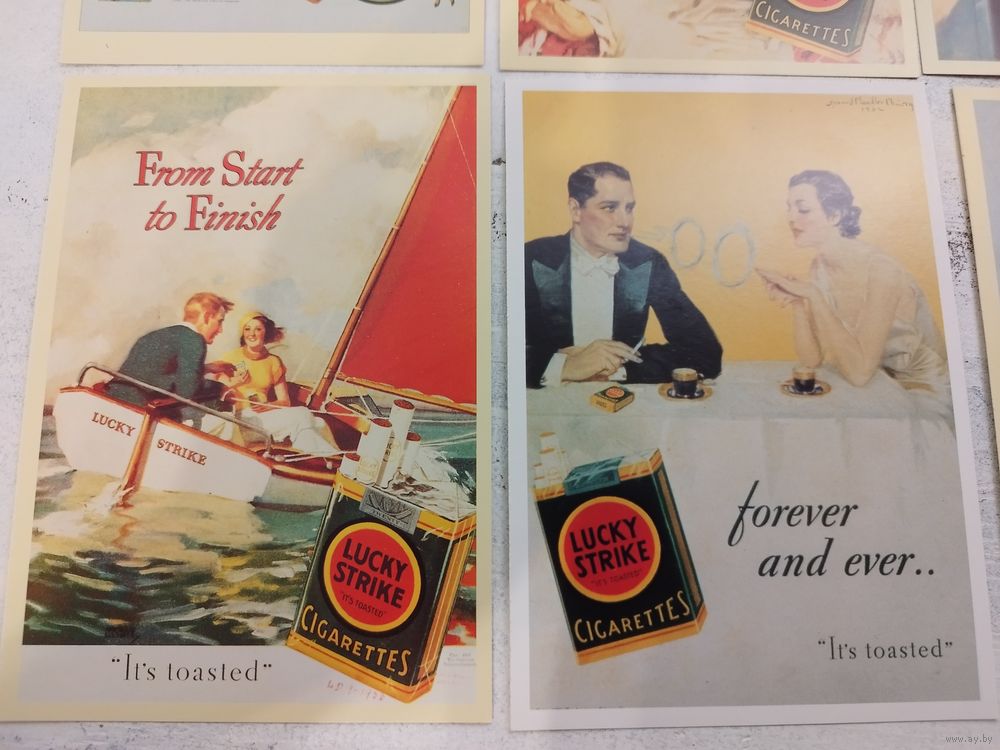 CIGARETTES
From Start
to Finish
LUCKY STRIKE
LUCKY
STRIKE
"IT'S TOASTED"
CIGARETTES
"It's toasted"
1932
LUCKY
STRIKE
"IT'S TOASTED"
CIGARETTES
forever
and ever..
"It's toasted"
www.ay.by